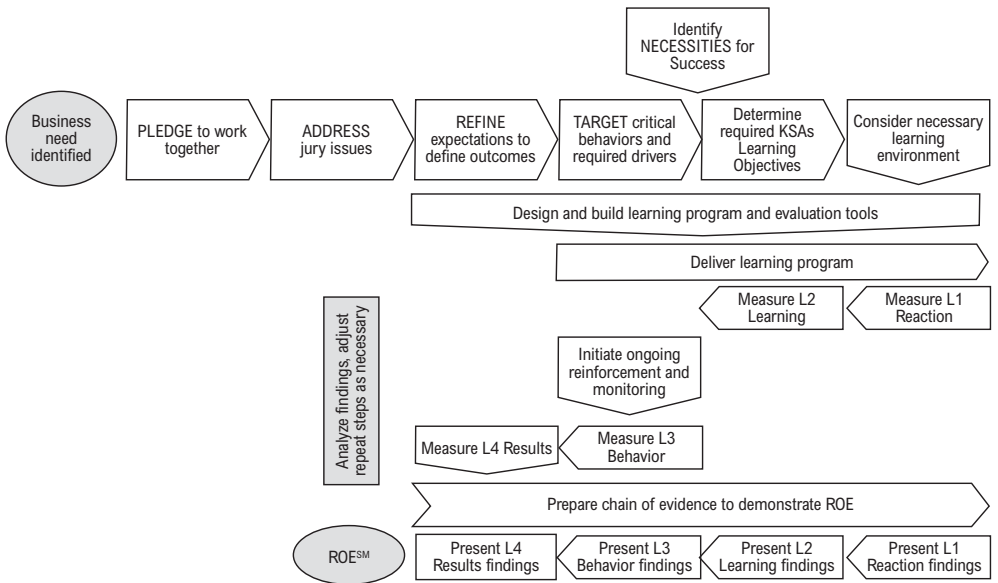 Identify
NECESSITIES for
Success
Business
need
identified
PLEDGE to work
together
ADDRESS
jury issues
REFINE
expectations to
define outcomes
TARGET critical
behaviors and
required drivers
Determine
required KSAs
Learning
Objectives
Consider necessary
learning
environment
Design and build learning program and evaluation tools
Deliver learning program
Measure L2
Learning
Measure L1
Reaction
Analyze findings, adjust
repeat steps as necessary
Initiate ongoing
reinforcement and
monitoring
Measure L4 Results
Measure L3
Behavior
Prepare chain of evidence to demonstrate ROE
ROE℠
Present L4
Results findings
Present L3
Behavior findings
Present L2
Learning findings
Present L1
Reaction findings